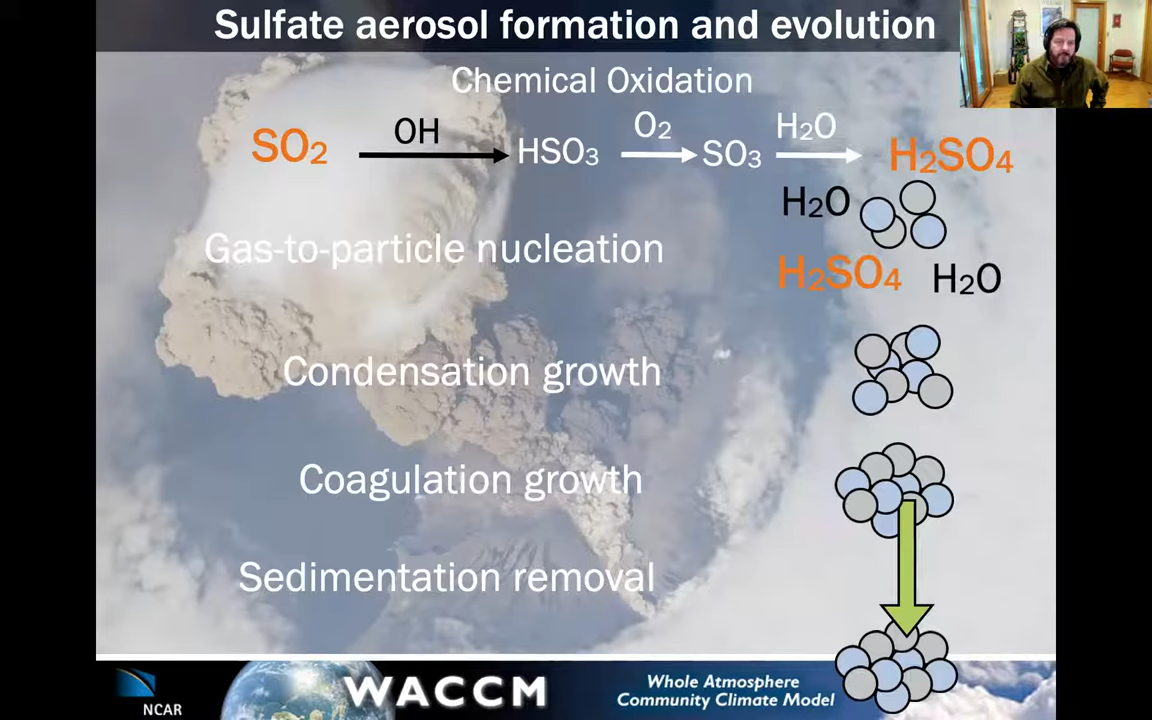 Sulfate aerosol formation and evolution
Chemical Oxidation
SO2 OH HSO3 O2 SO3 H2O H2SO4
H2O
Gas-to-particle nucleation
H2SO4 H2O
Condensation growth
Coagulation growth
Sedimentation removal
NCAR
WACCM
Whole Atmosphere
Community Climate Model